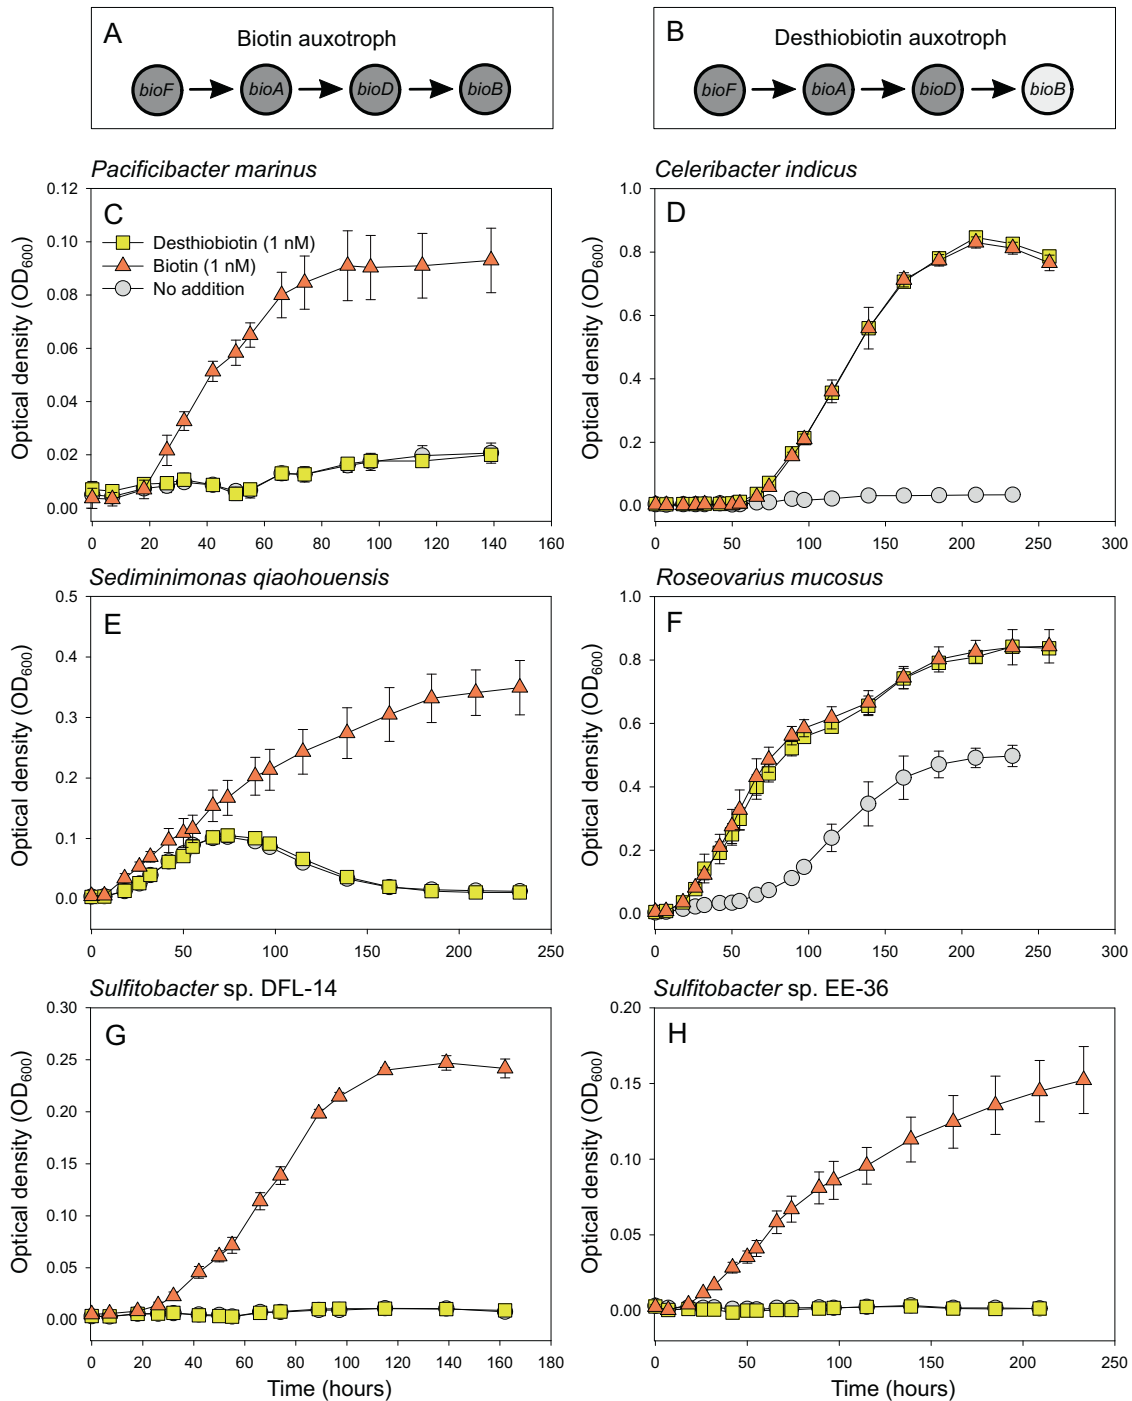 A
Biotin auxotroph
bioF bioA bioD bioB
B
Desthiobiotin auxotroph
bioF bioA bioD bioB
Pacificibacter marinus
C
Desthiobiotin (1 nM)
Biotin (1 nM)
No addition
Optical density (OD600)
0.12
0.10
0.08
0.06
0.04
0.02
0.00
0 20 40 60 80 100 120 140 160
Celeribacter indicus
D
Optical density (OD600)
1.0
0.8
0.6
0.4
0.2
0.0
0 50 100 150 200 250 300
Sediminimonas qiaohouensis
E
Optical density (OD600)
0.5
0.4
0.3
0.2
0.1
0.0
0 50 100 150 200 250
Roseovarius mucosus
F
Optical density (OD600)
1.0
0.8
0.6
0.4
0.2
0.0
0 50 100 150 200 250 300
Sulfitobacter sp. DFL-14
G
Optical density (OD600)
0.30
0.25
0.20
0.15
0.10
0.05
0.00
0 20 40 60 80 100 120 140 160 180
Time (hours)
Sulfitobacter sp. EE-36
H
Optical density (OD600)
0.20
0.15
0.10
0.05
0.00
0 50 100 150 200 250
Time (hours)